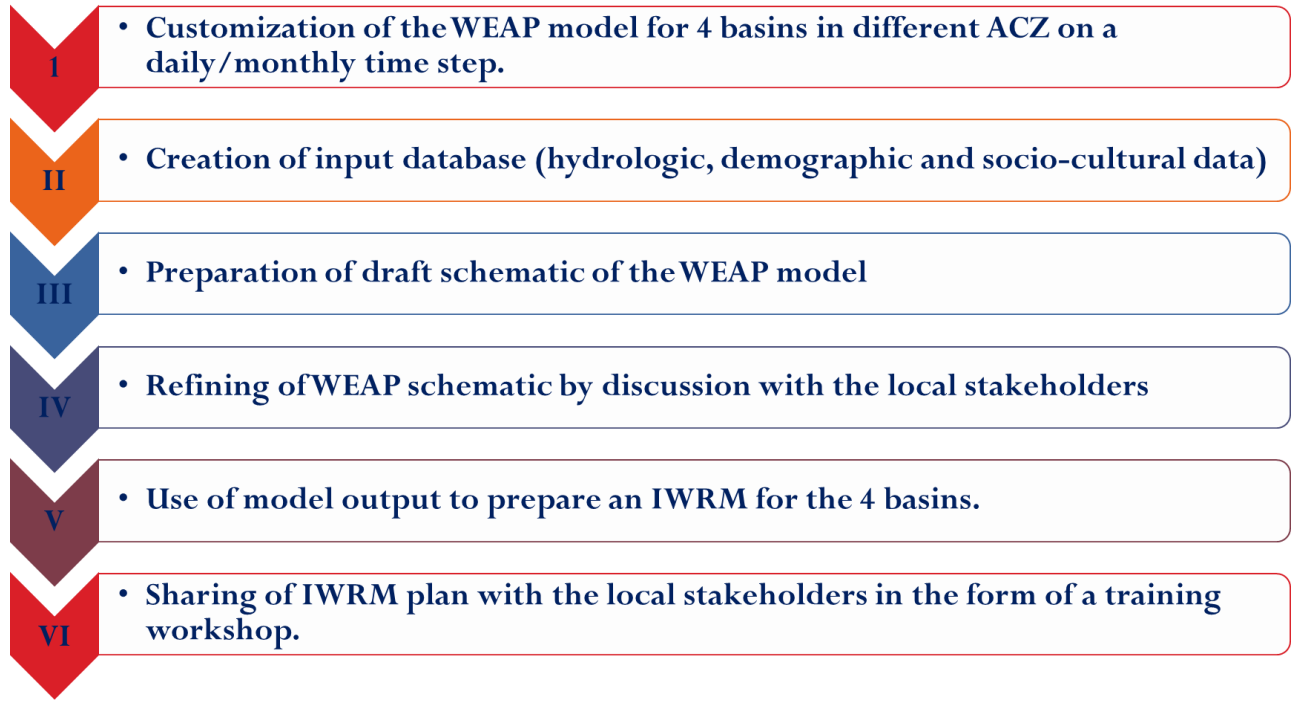 1
• Customization of the WEAP model for 4 basins in different ACZ on a
daily/monthly time step.
II
• Creation of input database (hydrologic, demographic and socio-cultural data)
III
• Preparation of draft schematic of the WEAP model
IV
• Refining of WEAP schematic by discussion with the local stakeholders
V
• Use of model output to prepare an IWRM for the 4 basins.
VI
• Sharing of IWRM plan with the local stakeholders in the form of a training
workshop.